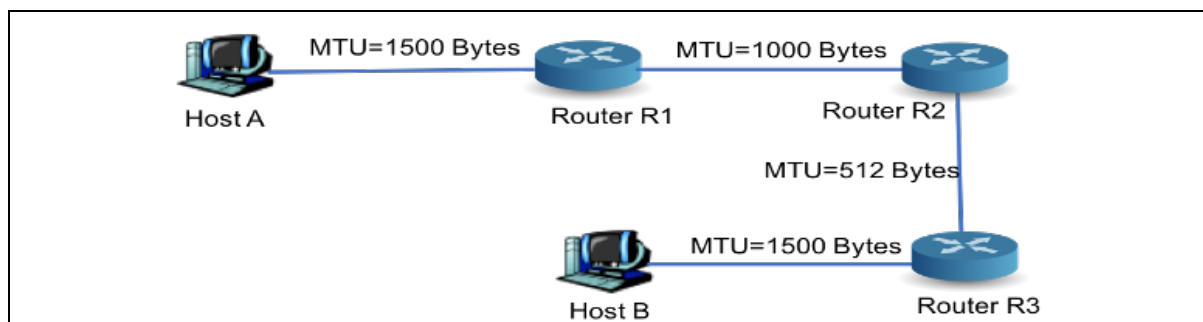 MTU=1500 Bytes
MTU=1000 Bytes
Host A
Router R1
Router R2
MTU=512 Bytes
MTU=1500 Bytes
Host B
Router R3